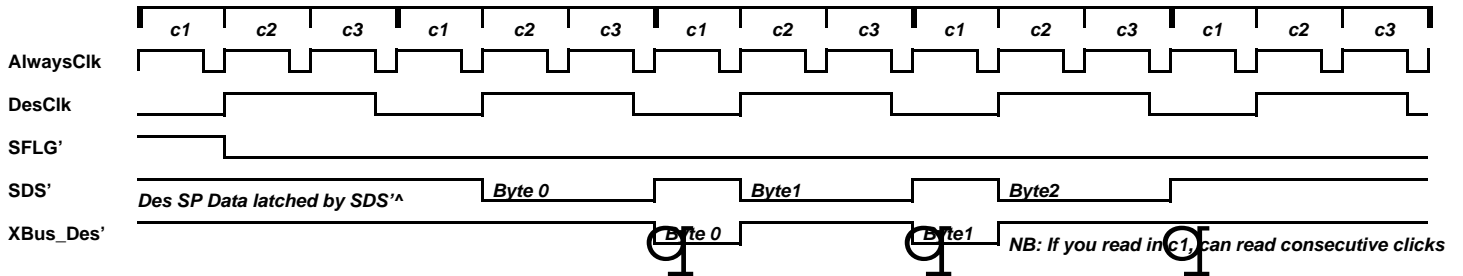 c1 c2 c3 c1 c2 c3 c1 c2 c3 c1 c2 c3 c1 c2 c3
AlwaysClk
DesClk
SFLG'
SDS' Des SP Data latched by SDS'^ Byte 0 Byte1 Byte2
XBus_Des' Byte 0 Byte1 NB: If you read in c1, can read consecutive clicks